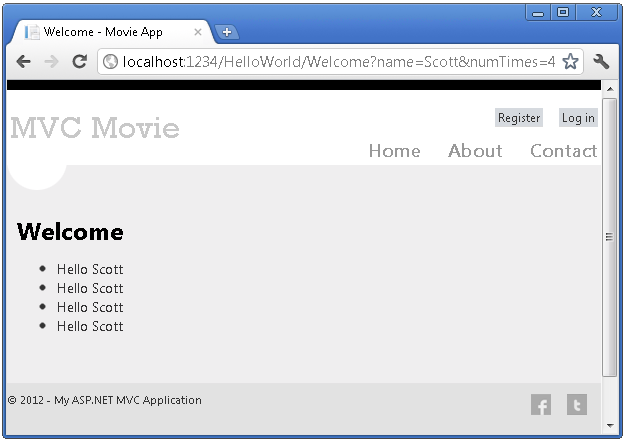 Welcome - Movie App
localhost:1234/HelloWorld/Welcome?name=Scott&numTimes=4
Register Log in
MVC Movie
Home About Contact
Welcome
Hello Scott
Hello Scott
Hello Scott
Hello Scott
© 2012 - My ASP.NET MVC Application